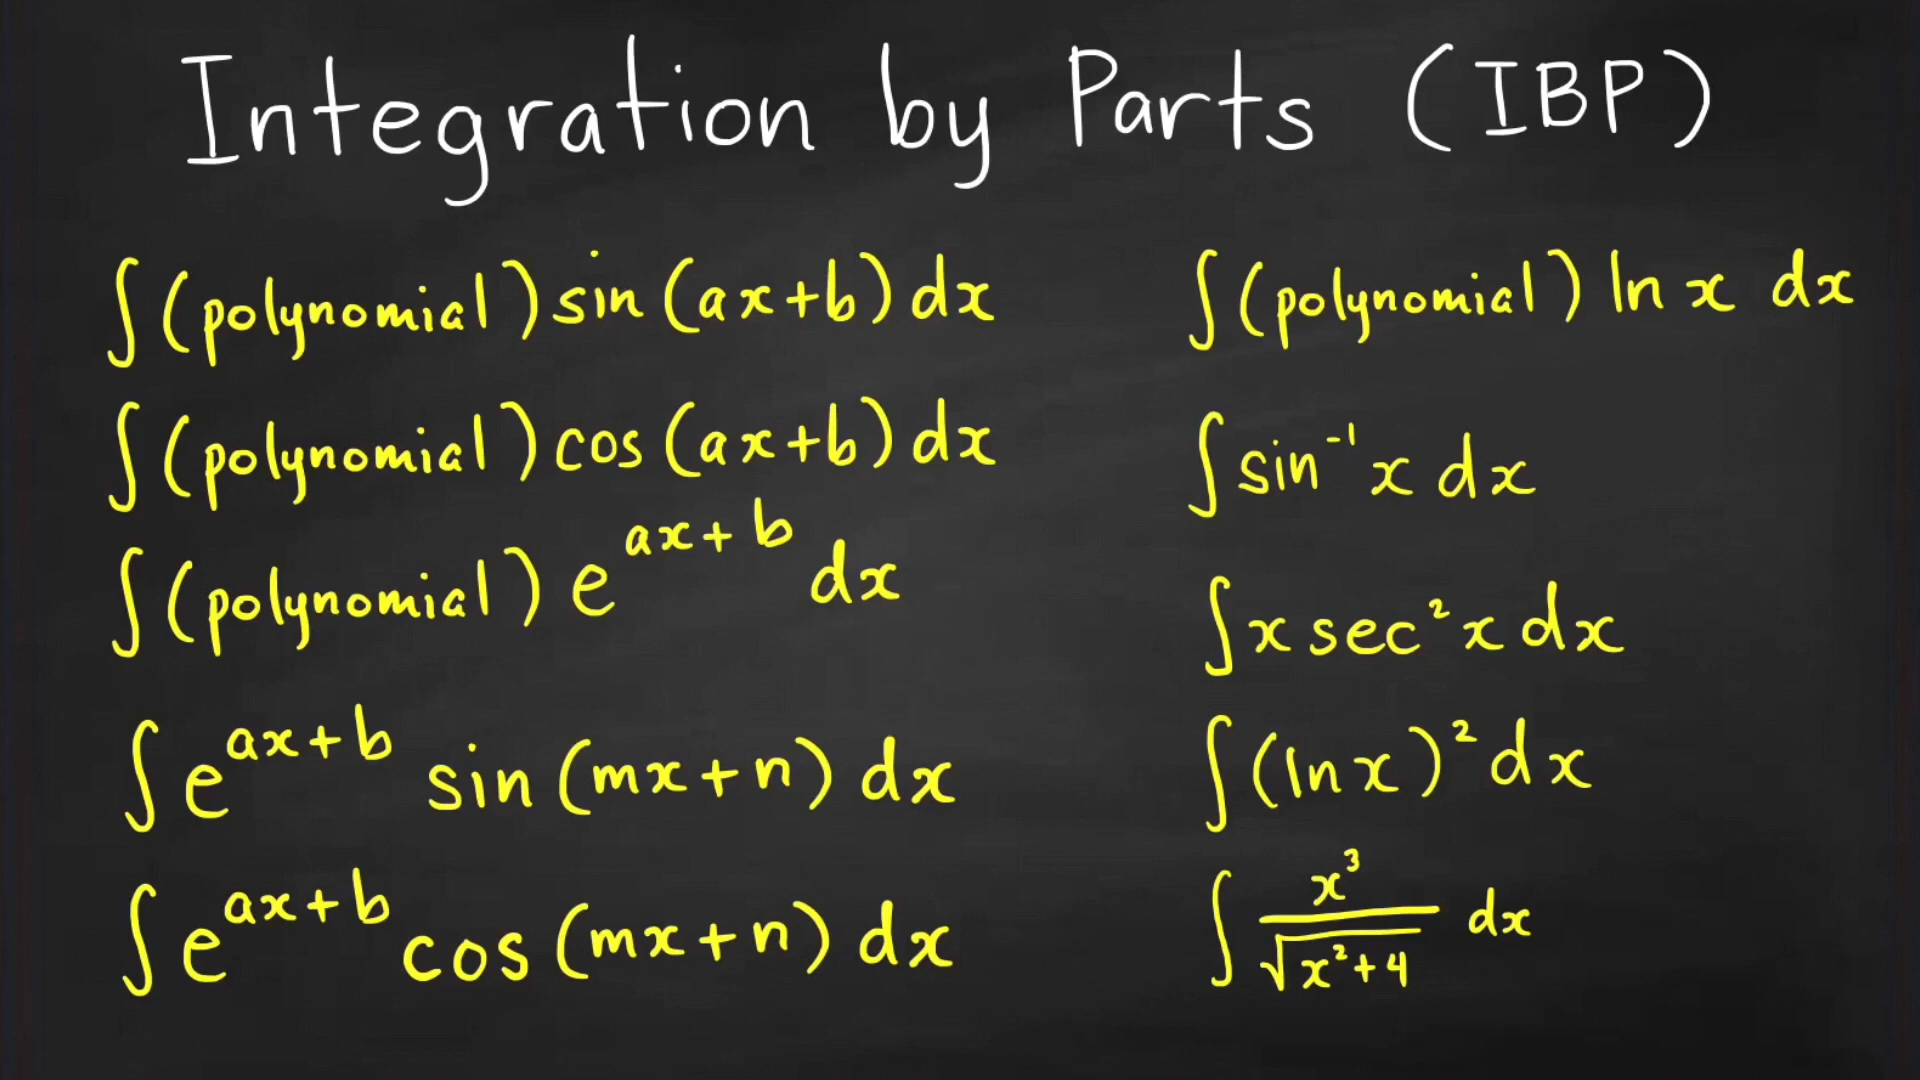 Integration by Parts (IBP)
∫(polynomial) sin(ax+b) dx
∫(polynomial) cos(ax+b) dx
∫(polynomial) e^{ax+b} dx
∫e^{ax+b} sin(mx+n) dx
∫e^{ax+b} cos(mx+n) dx
∫(polynomial) ln x dx
∫sin⁻¹x dx
∫x sec²x dx
∫(ln x)² dx
∫ x³/√(x²+4) dx